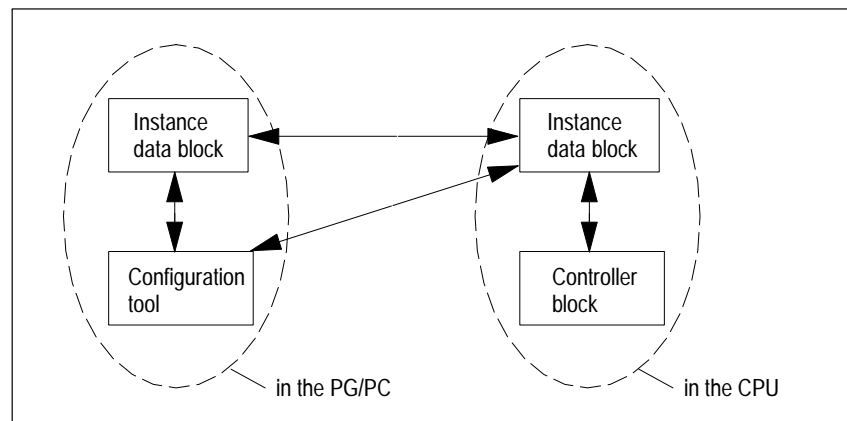 Instance
data block
Instance
data block
Configuration
tool
Controller
block
in the PG/PC
in the CPU